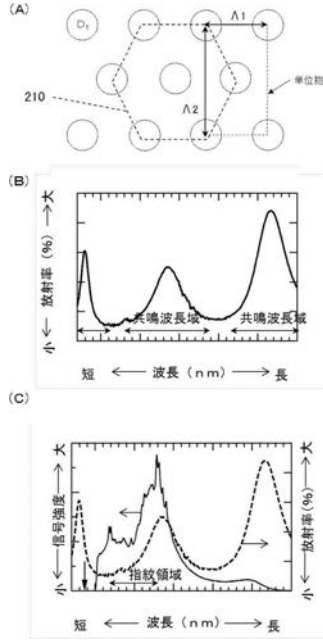 (A)
D1
Λ1
Λ2
単位胞
210
(B)
小 ← 放射率(%) → 大
共鳴波長域
共鳴波長域
短 ← 波長(nm) → 長
(C)
小 ← 信号強度 → 大
指紋領域
小 ← 放射率(%) → 大
短 ← 波長(nm) → 長